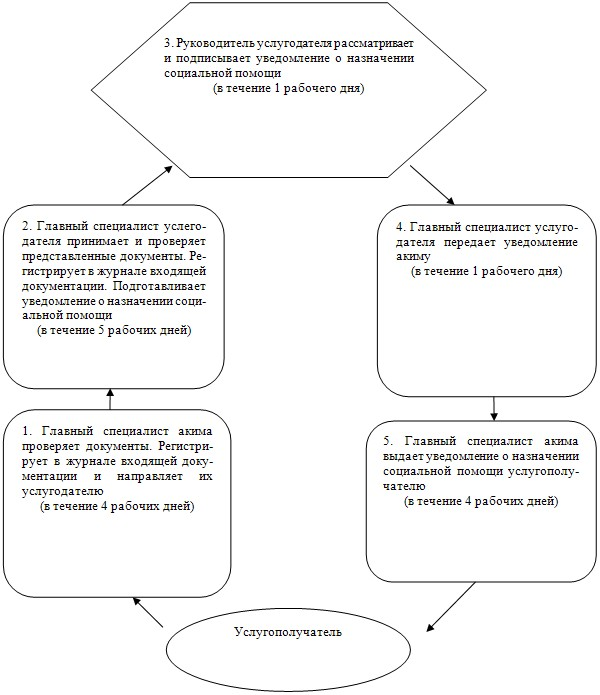 3. Руководитель услугодателя рассматривает
и подписывает уведомление о назначении
социальной помощи
(в течение 1 рабочего дня)
2. Главный специалист услего-
дателя принимает и проверяет
представленные документы. Ре-
гистрирует в журнале входящей
документации. Подготавливает
уведомление о назначении соци-
альной помощи
(в течение 5 рабочих дней)
4. Главный специалист услуго-
дателя передает уведомление
акиму
(в течение 1 рабочего дня)
1. Главный специалист акима
проверяет документы. Регистри-
рует в журнале входящей доку-
ментации и направляет их
услугодателю
(в течение 4 рабочих дней)
5. Главный специалист акима
выдает уведомление о назначении
социальной помощи услугополу-
чателю
(в течение 4 рабочих дней)
Услугополучатель